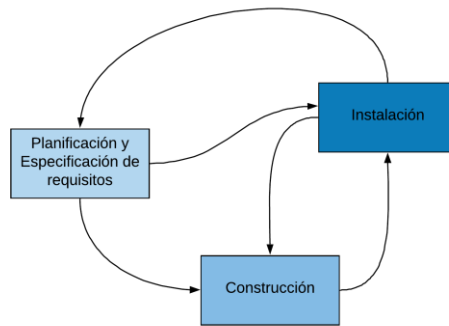 Instalación
Planificación y
Especificación de
requisitos
Construcción